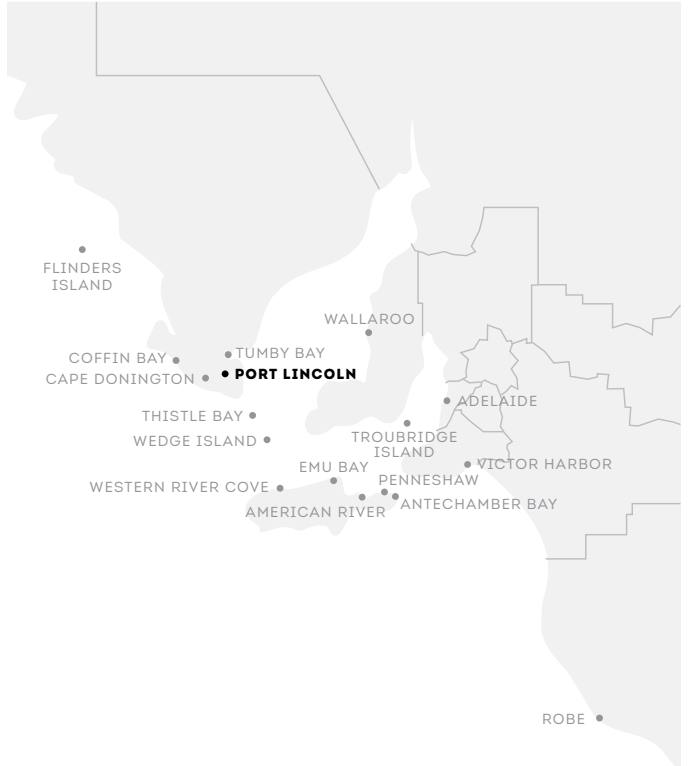 FLINDERS
ISLAND
WALLAROO
TUMBY BAY
COFFIN BAY
PORT LINCOLN
CAPE DONINGTON
ADELAIDE
THISTLE BAY
TROUBRIDGE
ISLAND
WEDGE ISLAND
VICTOR HARBOR
EMU BAY
PENNESHAW
WESTERN RIVER COVE
ANTECHAMBER BAY
AMERICAN RIVER
ROBE